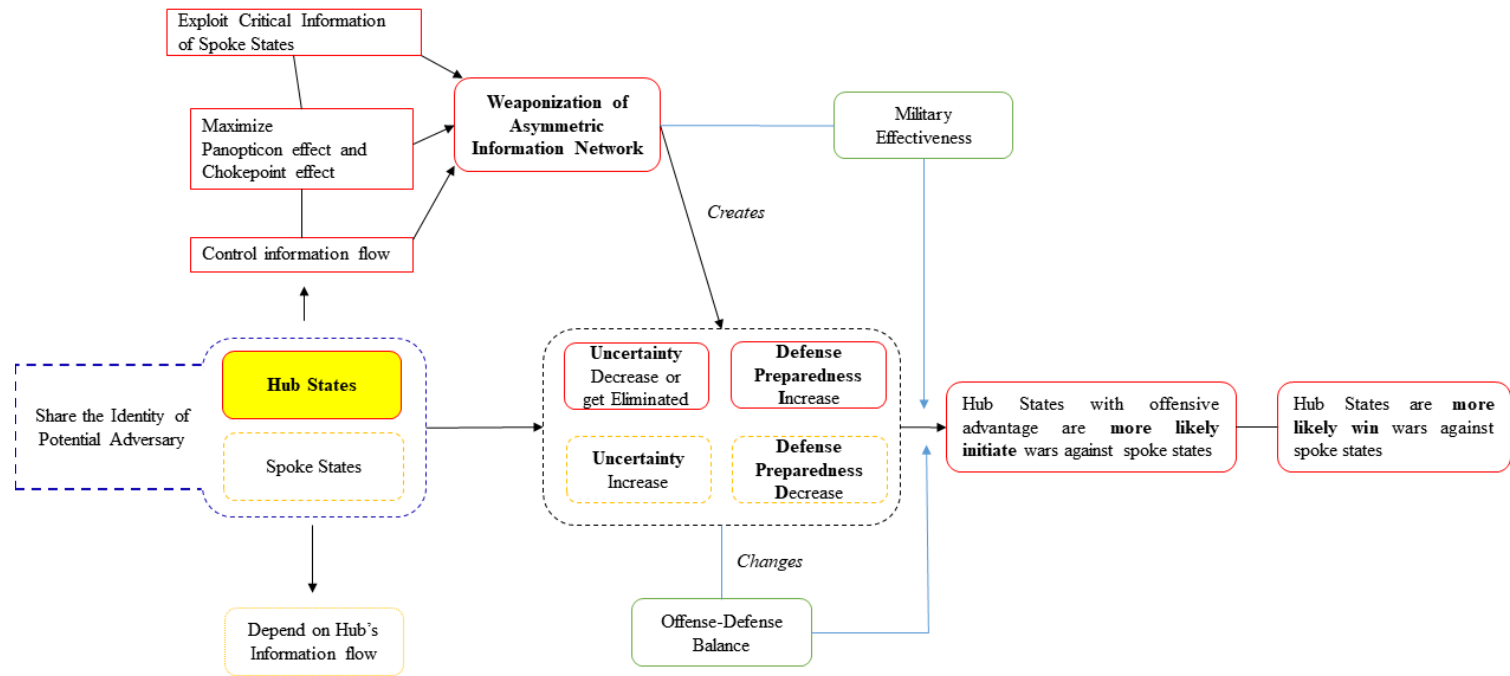 Exploit Critical Information
of Spoke States
Maximize
Panopticon effect and
Chokepoint effect
Control information flow
Weaponization of
Asymmetric
Information Network
Military
Effectiveness
Creates
Share the Identity of
Potential Adversary
Hub States
Spoke States
Uncertainty
Decrease or
get Eliminated
Defense
Preparedness
Increase
Uncertainty
Increase
Defense
Preparedness
Decrease
Hub States with offensive
advantage are more likely
initiate wars against spoke states
Hub States are more
likely win wars against
spoke states
Changes
Depend on Hub's
Information flow
Offense-Defense
Balance